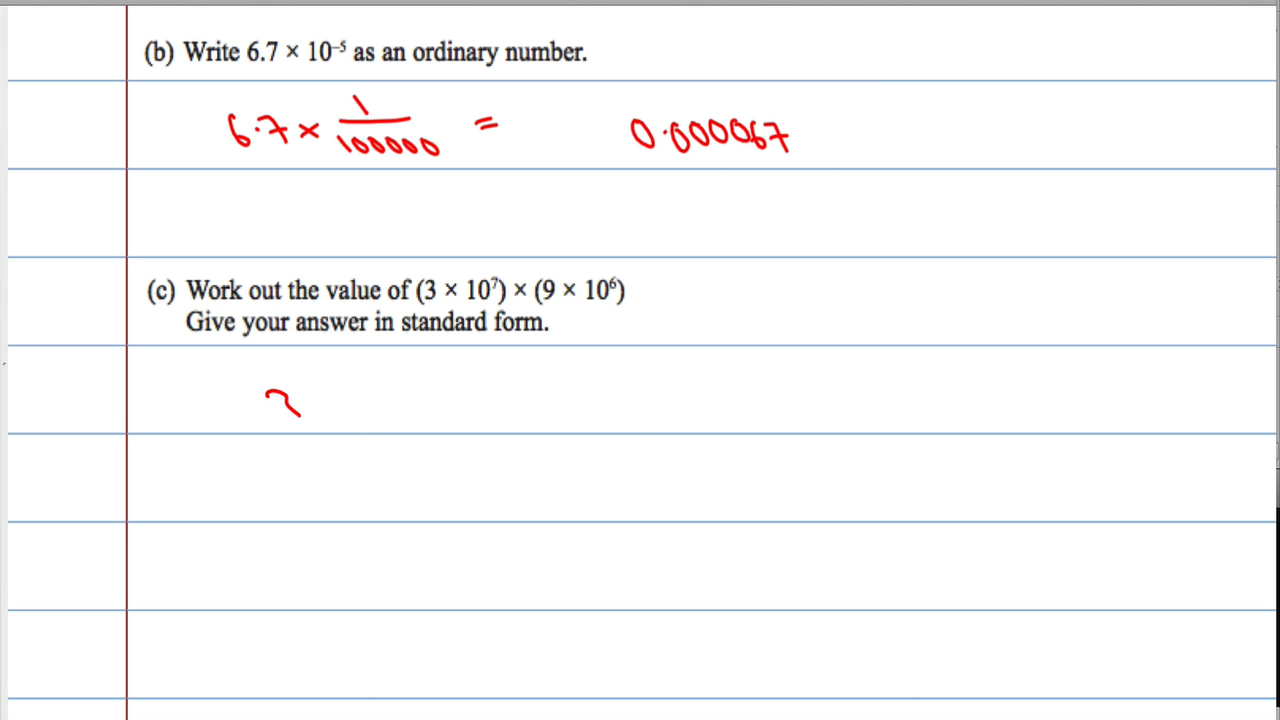 (b) Write 6.7 × 10⁻⁵ as an ordinary number.
6.7 × 1/100000 = 0.000067
(c) Work out the value of (3 × 10⁷) × (9 × 10⁶)
Give your answer in standard form.